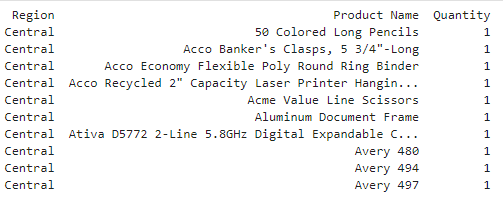 Region Product Name Quantity
Central 50 Colored Long Pencils 1
Central Acco Banker's Clasps, 5 3/4"-Long 1
Central Acco Economy Flexible Poly Round Ring Binder 1
Central Acco Recycled 2" Capacity Laser Printer Hangin... 1
Central Acme Value Line Scissors 1
Central Aluminum Document Frame 1
Central Ativa D5772 2-Line 5.8GHz Digital Expandable C... 1
Central Avery 480 1
Central Avery 494 1
Central Avery 497 1